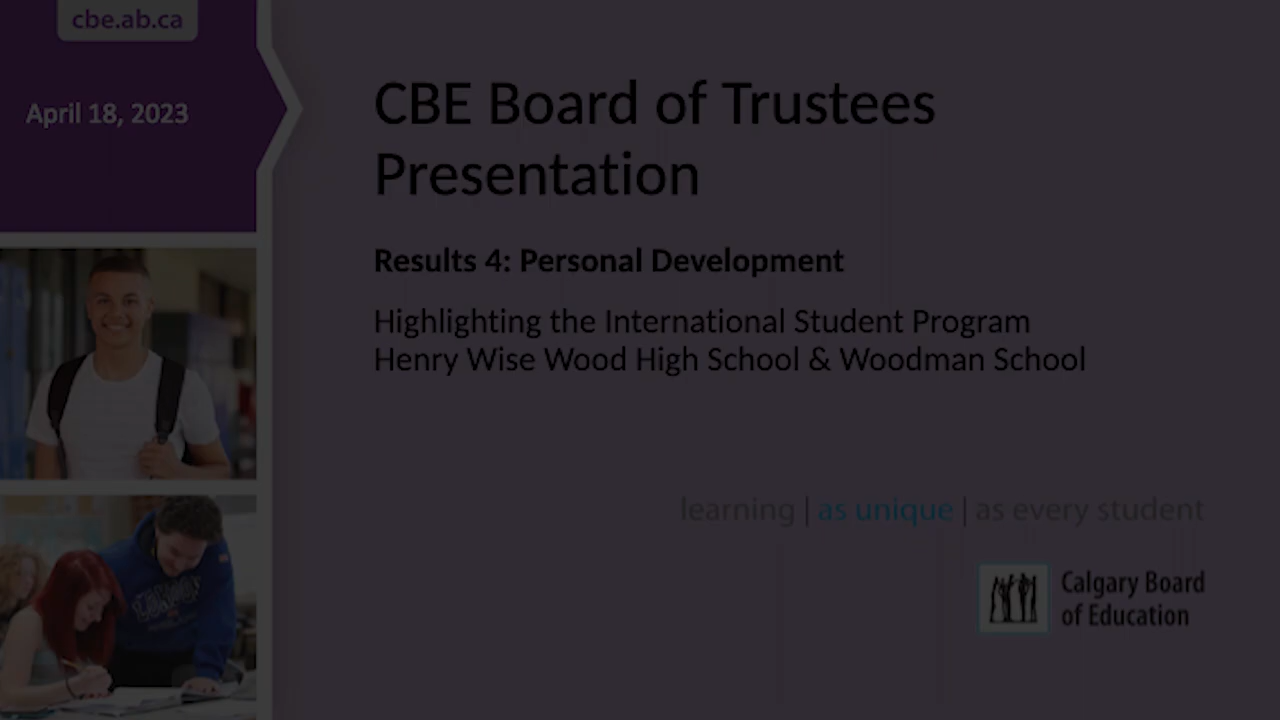 cbe.ab.ca
April 18, 2023
CBE Board of Trustees
Presentation
Results 4: Personal Development
Highlighting the International Student Program
Henry Wise Wood High School & Woodman School
learning | as unique | as every student
Calgary Board
of Education